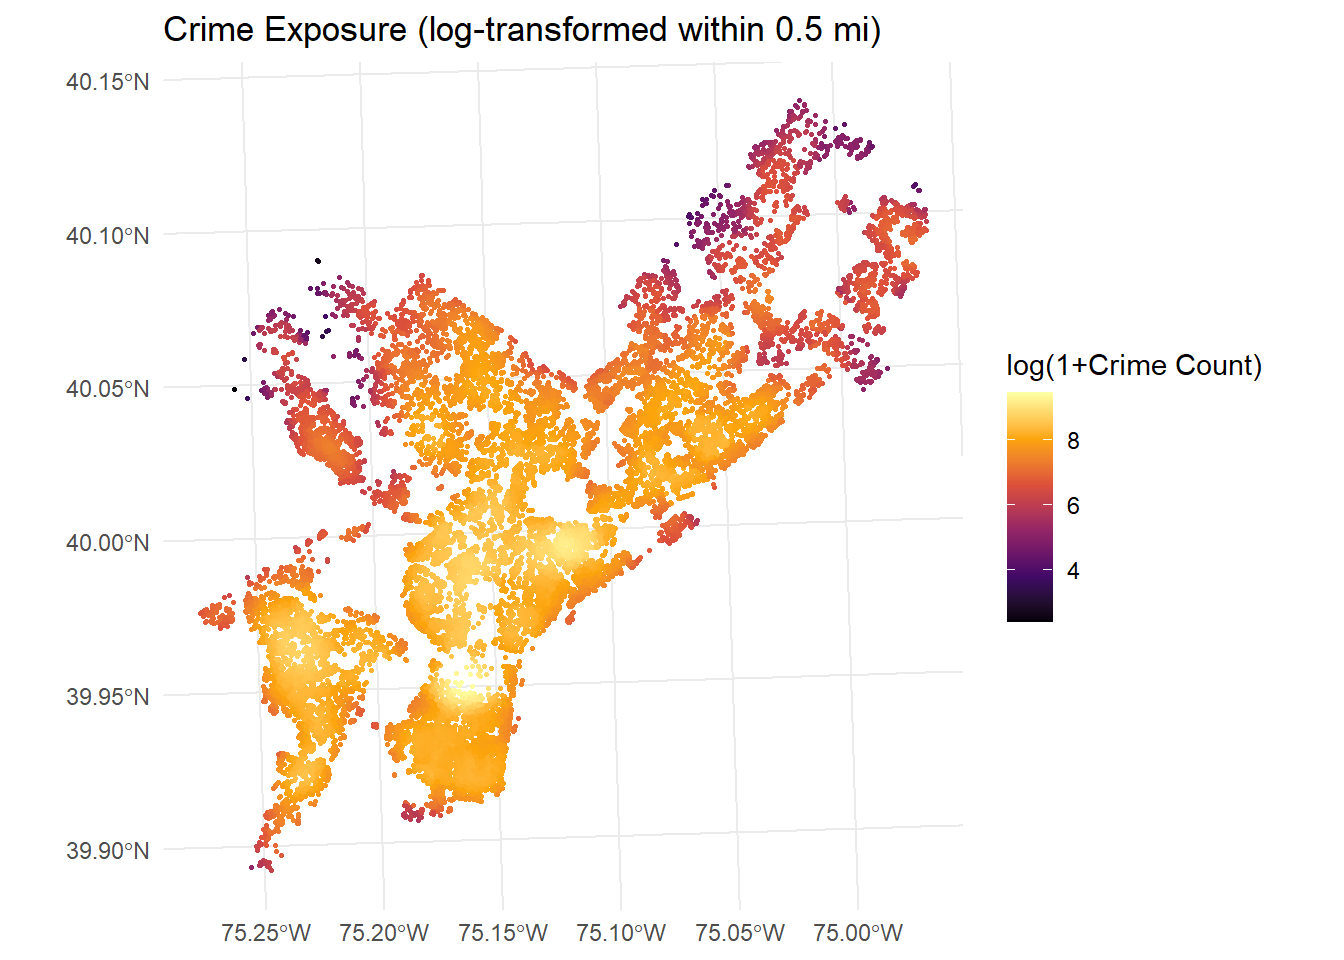 Crime Exposure (log-transformed within 0.5 mi)
40.15°N
40.10°N
40.05°N
40.00°N
39.95°N
39.90°N
75.25°W
75.20°W
75.15°W
75.10°W
75.05°W
75.00°W
log(1+Crime Count)
8
6
4